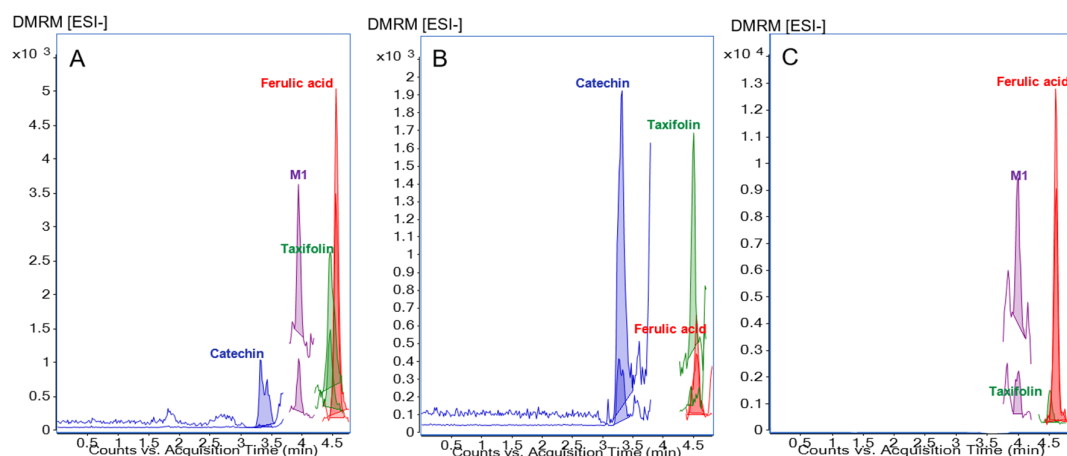 DMRM [ESI-]
x10 3
A
5
4.5
4
3.5
3
2.5
2
1.5
1
0.5
0
Ferulic acid
M1
Taxifolin
Catechin
0.5 1 1.5 2 2.5 3 3.5 4 4.5
Counts vs. Acquisition Time (min)
DMRM [ESI-]
x10 3
B
2
1.9
1.8
1.7
1.6
1.5
1.4
1.3
1.2
1.1
1
0.9
0.8
0.7
0.6
0.5
0.4
0.3
0.2
0.1
0
Catechin
Taxifolin
Ferulic acid
0.5 1 1.5 2 2.5 3 3.5 4 4.5
Counts vs. Acquisition Time (min)
DMRM [ESI-]
x10 4
C
1.3
1.2
1.1
1
0.9
0.8
0.7
0.6
0.5
0.4
0.3
0.2
0.1
0
Ferulic acid
M1
Taxifolin
0.5 1 1.5 2 2.5 3 3.5 4 4.5
Counts vs. Acquisition Time (min)